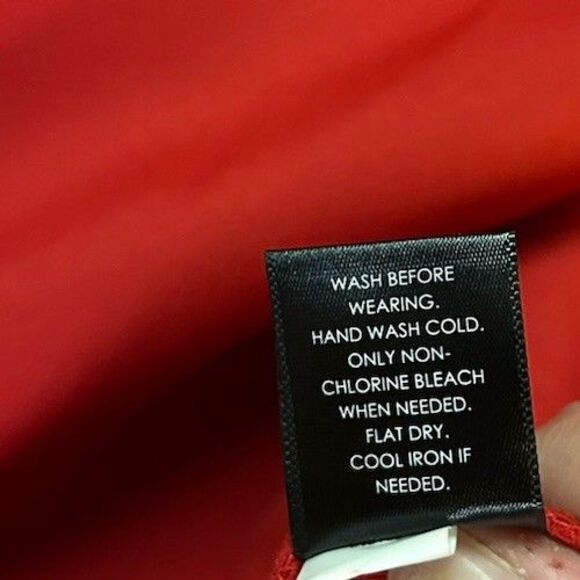 WASH BEFORE
WEARING.
HAND WASH COLD.
ONLY NON-
CHLORINE BLEACH
WHEN NEEDED.
FLAT DRY.
COOL IRON IF
NEEDED.